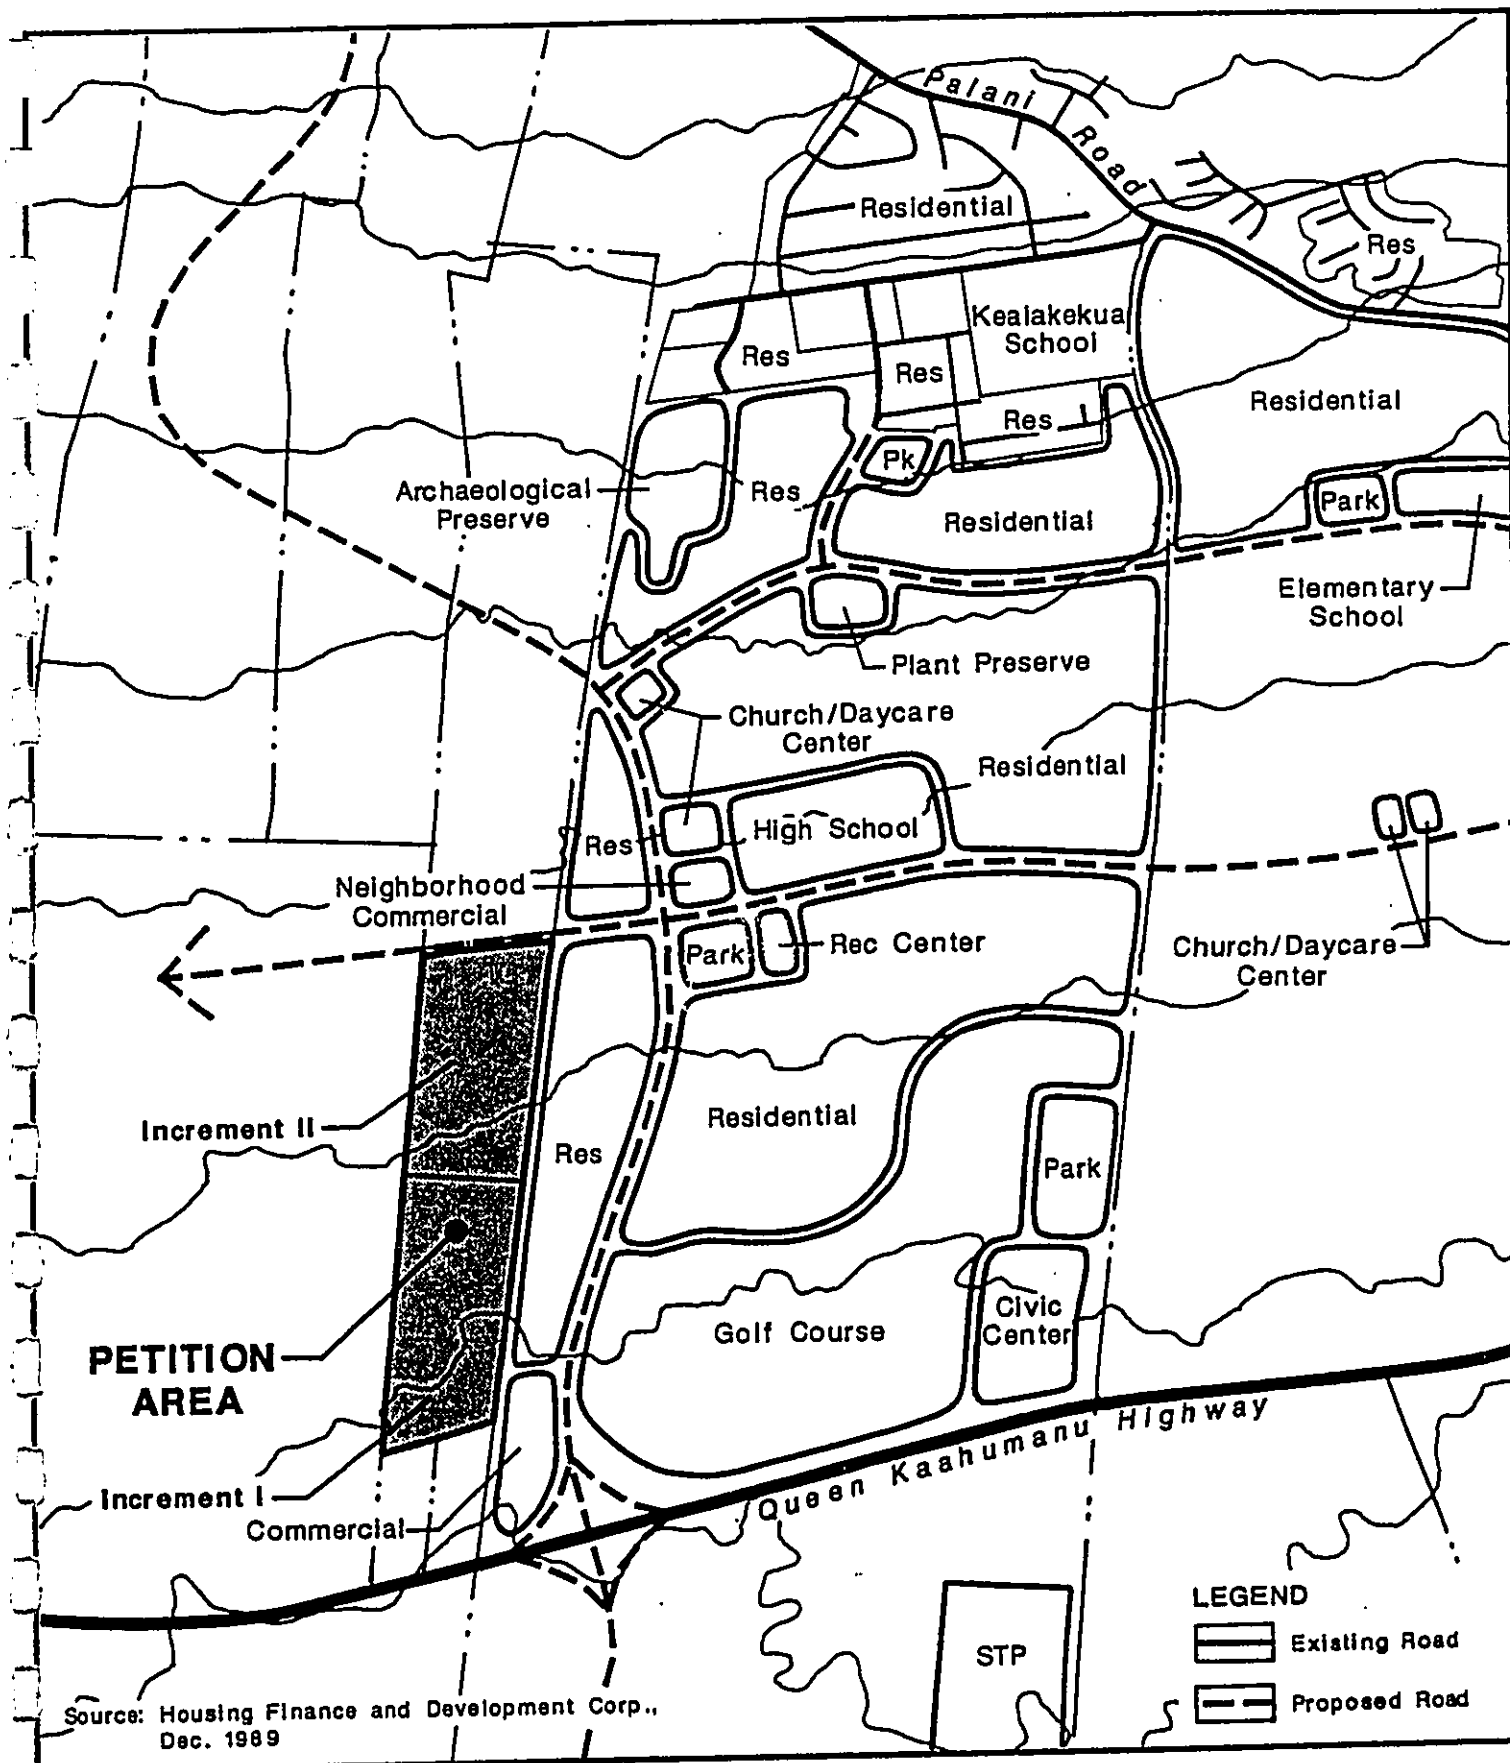 Palani Road
Residential
Res
Kealakekua
School
Res
Res
Res
Residential
Pk
Archaeological
Preserve
Res
Park
Residential
Elementary
School
Plant Preserve
Church/Daycare
Center
Residential
High School
Res
Neighborhood
Commercial
Park
Rec Center
Church/Daycare
Center
Increment II
Residential
Res
Park
Civic
Center
Golf Course
PETITION
AREA
Queen Kaahumanu Highway
Increment I
Commercial
LEGEND
Existing Road
STP
Proposed Road
Source: Housing Finance and Development Corp.,
Dec. 1989